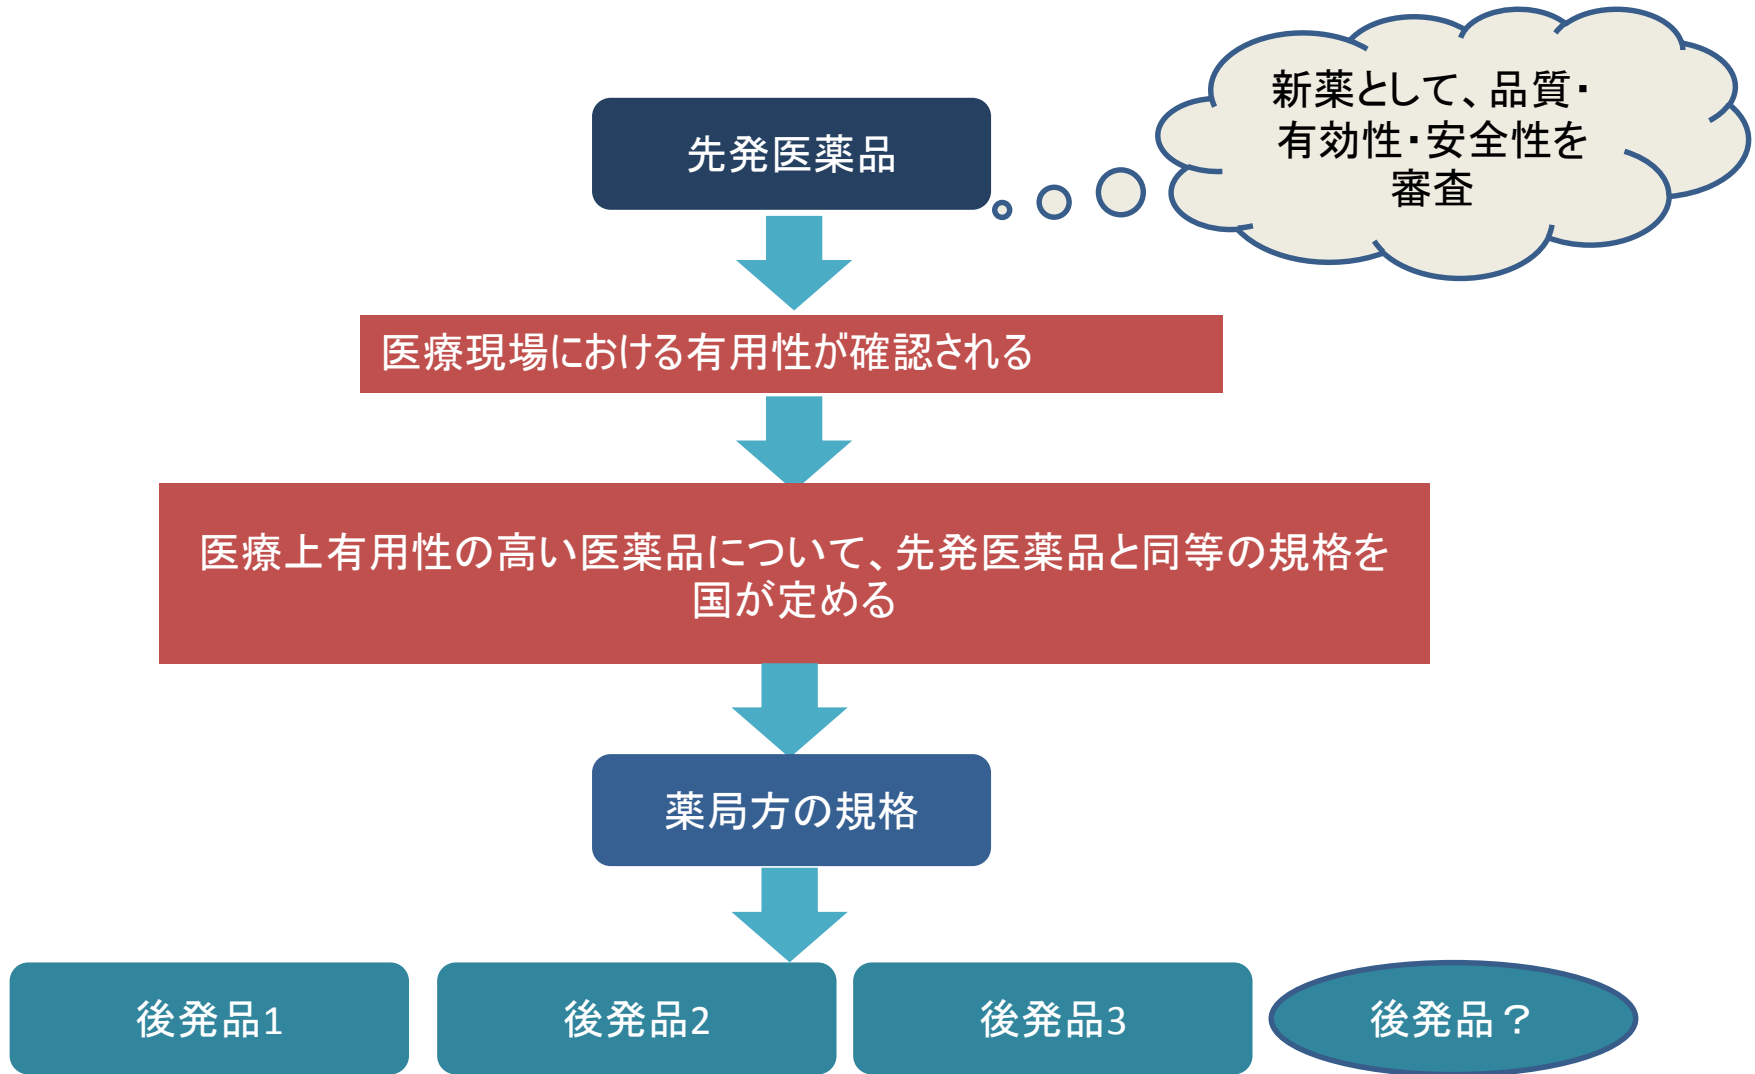 新薬として、品質・
有効性・安全性を
審査
先発医薬品
医療現場における有用性が確認される
医療上有用性の高い医薬品について、先発医薬品と同等の規格を
国が定める
薬局方の規格
後発品1
後発品2
後発品3
後発品？